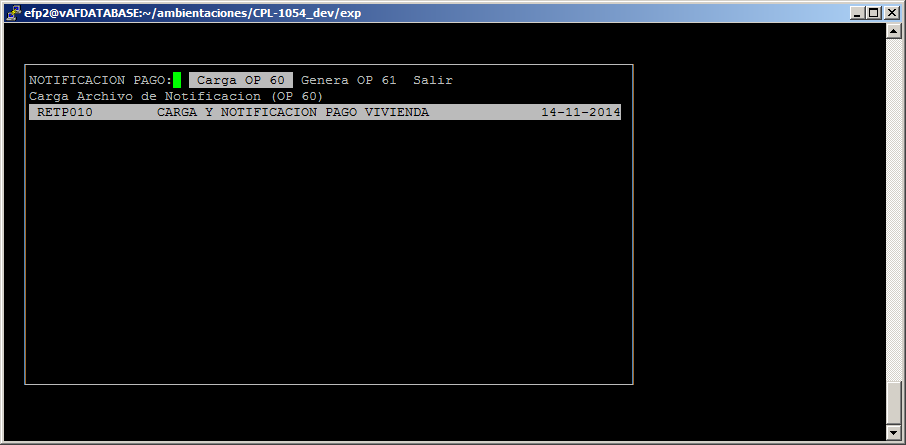 efp2@vAFDATABASE:~/ambientaciones/CPL-1054_dev/exp
NOTIFICACION PAGO: Carga OP 60 Genera OP 61 Salir
Carga Archivo de Notificacion (OP 60)
RETP010 CARGA Y NOTIFICACION PAGO VIVIENDA 14-11-2014